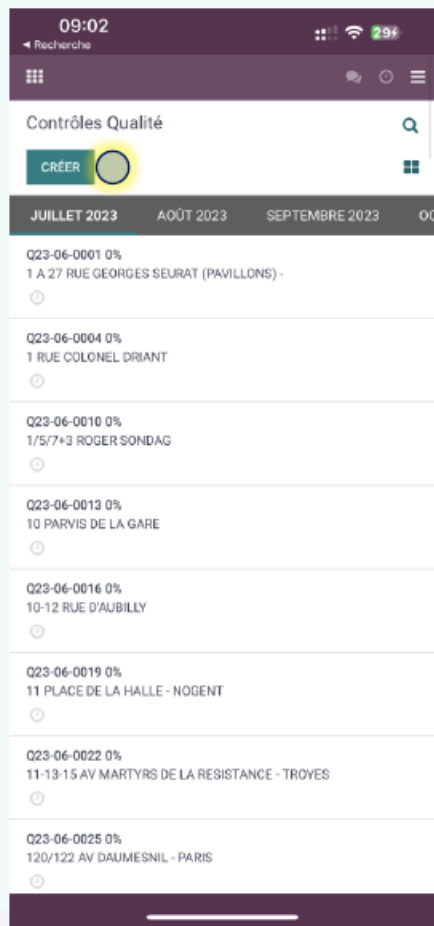 09:02
◄ Recherche
29
Contrôles Qualité
CRÉER
JUILLET 2023 AOÛT 2023 SEPTEMBRE 2023 OC
Q23-06-0001 0%
1 A 27 RUE GEORGES SEURAT (PAVILLONS) -
Q23-06-0004 0%
1 RUE COLONEL DRIANT
Q23-06-0010 0%
1/5/7+3 ROGER SONDAG
Q23-06-0013 0%
10 PARVIS DE LA GARE
Q23-06-0016 0%
10-12 RUE D'AUBILLY
Q23-06-0019 0%
11 PLACE DE LA HALLE - NOGENT
Q23-06-0022 0%
11-13-15 AV MARTYRS DE LA RESISTANCE - TROYES
Q23-06-0025 0%
120/122 AV DAUMESNIL - PARIS